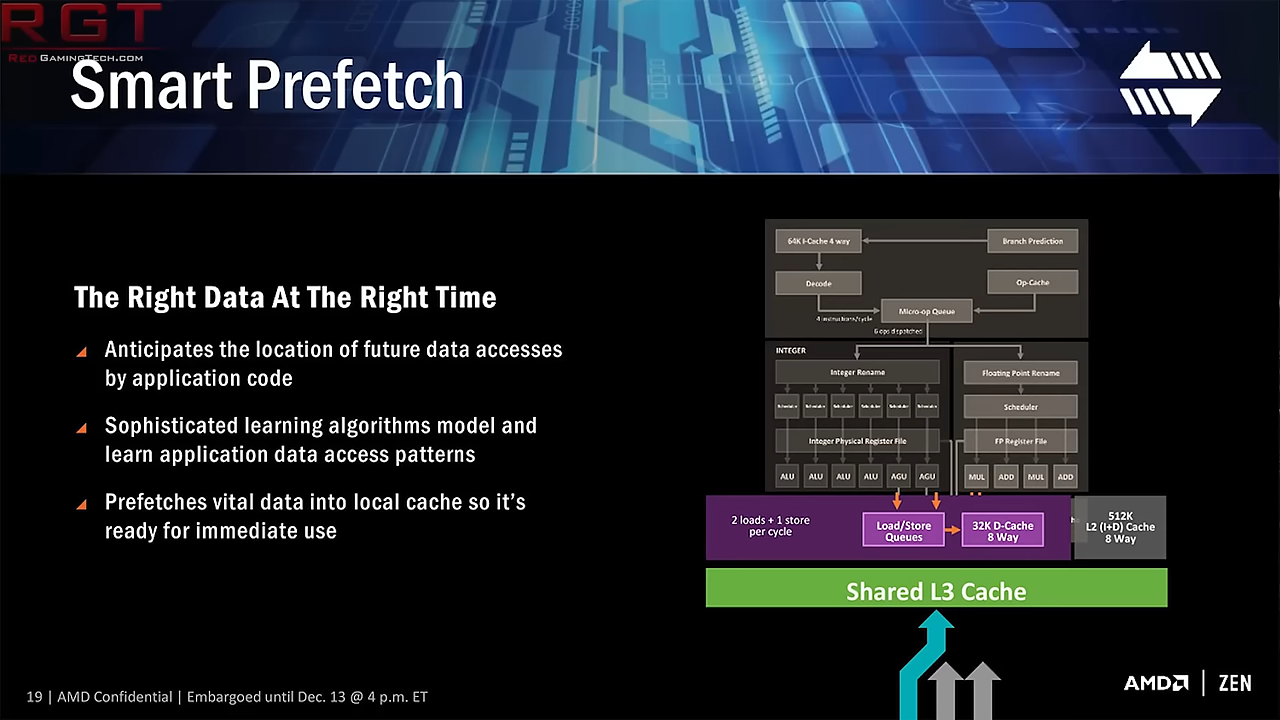 RGT
REDGAMINGTECH.COM
Smart Prefetch
The Right Data At The Right Time
Anticipates the location of future data accesses
by application code
Sophisticated learning algorithms model and
learn application data access patterns
Prefetches vital data into local cache so it's
ready for immediate use
64K I-Cache 4 way
Branch Prediction
Decode
Op-Cache
Micro-op Queue
4 instructions/cycle
6 ops dispatched
INTEGER
Integer Rename
Floating Point Rename
Scheduler Scheduler Scheduler Scheduler Scheduler Scheduler
Scheduler
Integer Physical Register File
FP Register File
ALU ALU ALU ALU AGU AGU
MUL ADD MUL ADD
2 loads + 1 store
per cycle
Load/Store
Queues
32K D-Cache
8 Way
512K
L2 (I+D) Cache
8 Way
Shared L3 Cache
19 | AMD Confidential | Embargoed until Dec. 13 @ 4 p.m. ET
AMD | ZEN